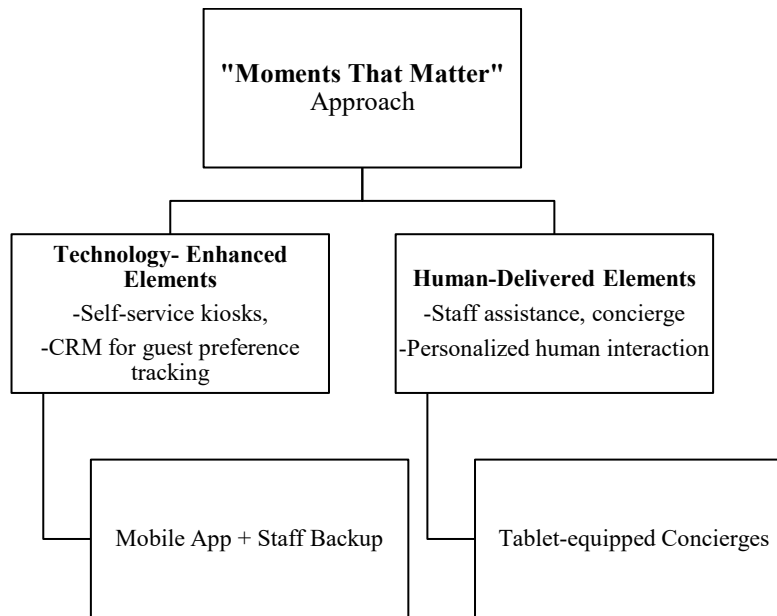 "Moments That Matter"
Approach
Technology- Enhanced
Elements
-Self-service kiosks,
-CRM for guest preference
tracking
Human-Delivered Elements
-Staff assistance, concierge
-Personalized human interaction
Mobile App + Staff Backup
Tablet-equipped Concierges